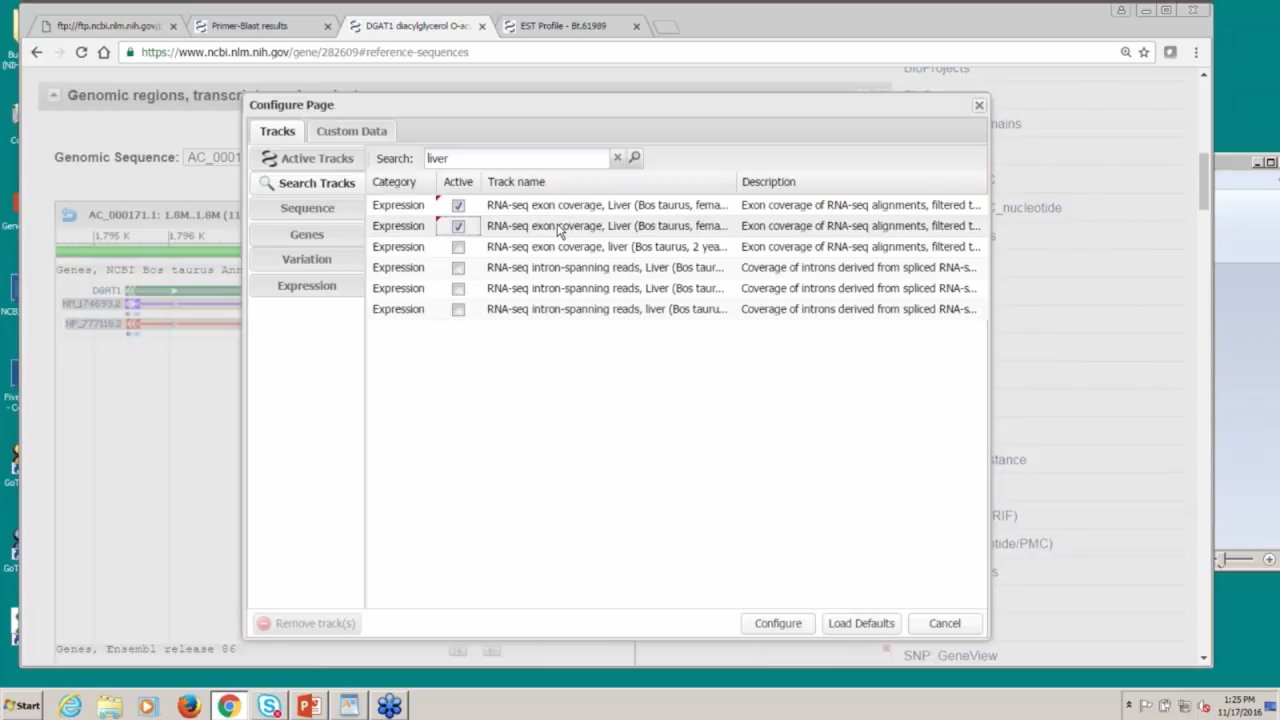 ftp://ftp.ncbi.nlm.nih.gov/
Primer-Blast results
DGAT1 diacylglycerol O-ac
EST Profile - Bt.61989
https://www.ncbi.nlm.nih.gov/gene/282609#reference-sequences
BioProjects
Genomic regions, transcr
Genomic Sequence: AC_0001
AC_000171.1: 1.8M..1.8M (11
1,795 K
1,796 K
Genes, NCBI Bos taurus Ann
DGAT1
NM_174693.2
NP_777118.2
Genes, Ensembl release 86
Configure Page
Tracks
Custom Data
Active Tracks
Search Tracks
Sequence
Genes
Variation
Expression
Search: liver
Category Active Track name Description
Expression RNA-seq exon coverage, Liver (Bos taurus, fema... Exon coverage of RNA-seq alignments, filtered t...
Expression RNA-seq exon coverage, Liver (Bos taurus, fema... Exon coverage of RNA-seq alignments, filtered t...
Expression RNA-seq exon coverage, liver (Bos taurus, 2 yea... Exon coverage of RNA-seq alignments, filtered t...
Expression RNA-seq intron-spanning reads, Liver (Bos taur... Coverage of introns derived from spliced RNA-s...
Expression RNA-seq intron-spanning reads, Liver (Bos taur... Coverage of introns derived from spliced RNA-s...
Expression RNA-seq intron-spanning reads, liver (Bos tauru... Coverage of introns derived from spliced RNA-s...
Remove track(s)
Configure
Load Defaults
Cancel
mains
C_nucleotide
stance
RIF)
otide/PMC)
SNP: GeneView
Start
1:25 PM
11/17/2016